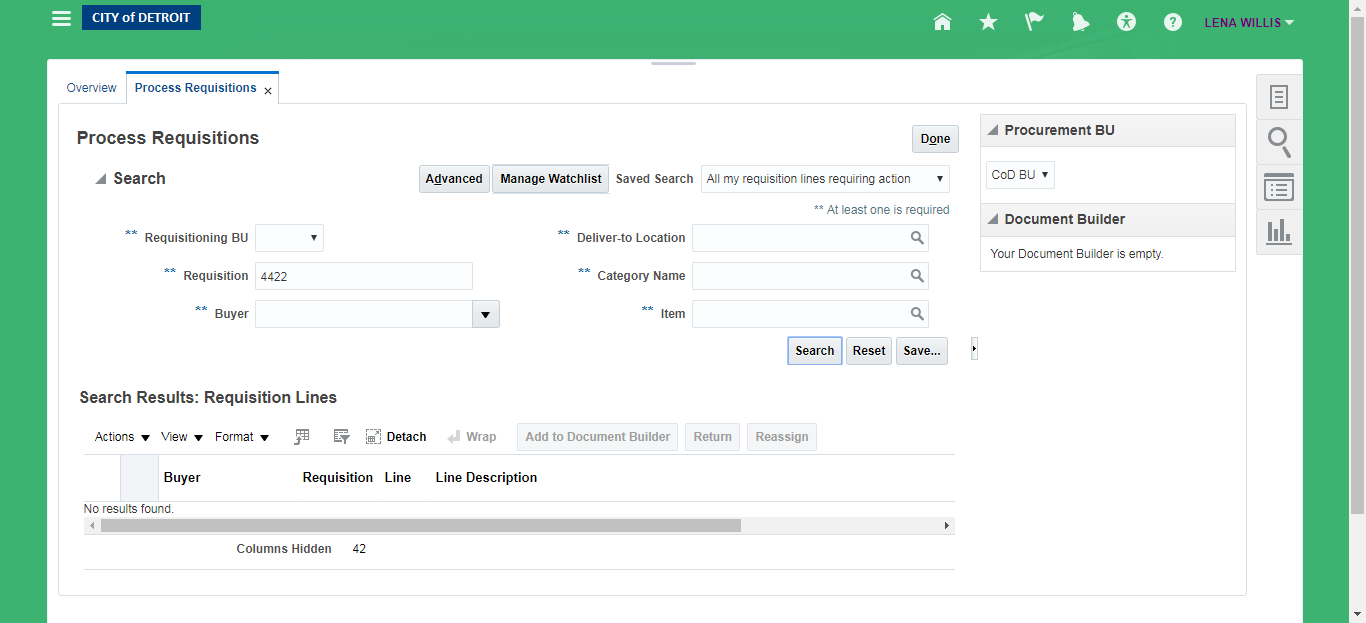 CITY of DETROIT
LENA WILLIS
Overview
Process Requisitions
Process Requisitions
Done
Search
Advanced
Manage Watchlist
Saved Search
All my requisition lines requiring action
** At least one is required
** Requisitioning BU
** Deliver-to Location
** Requisition
4422
** Category Name
** Buyer
** Item
Search
Reset
Save...
Search Results: Requisition Lines
Actions
View
Format
Detach
Wrap
Add to Document Builder
Return
Reassign
Buyer
Requisition
Line
Line Description
No results found.
Columns Hidden 42
Procurement BU
CoD BU
Document Builder
Your Document Builder is empty.